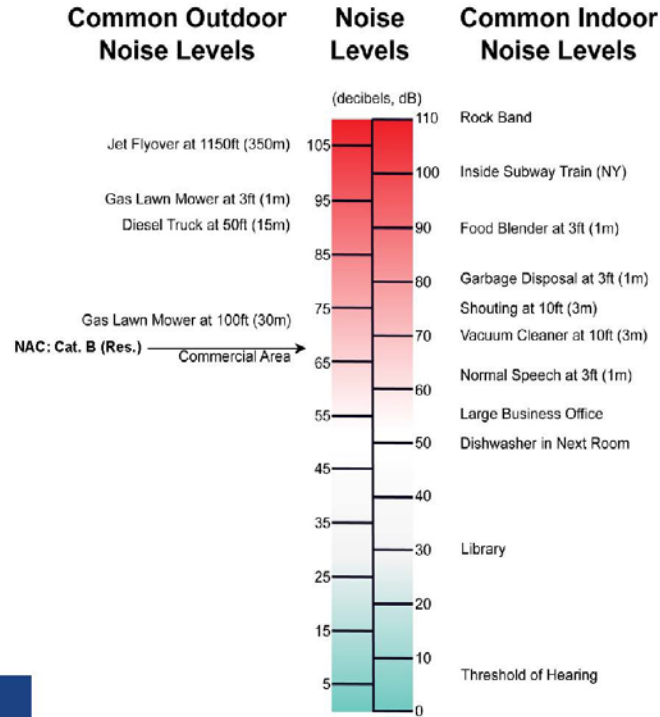 Common Outdoor
Noise Levels
Noise
Levels
Common Indoor
Noise Levels
(decibels, dB)
110
Rock Band
Jet Flyover at 1150ft (350m)
105
100
Inside Subway Train (NY)
Gas Lawn Mower at 3ft (1m)
95
Diesel Truck at 50ft (15m)
90
Food Blender at 3ft (1m)
85
80
Garbage Disposal at 3ft (1m)
75
Shouting at 10ft (3m)
Gas Lawn Mower at 100ft (30m)
70
Vacuum Cleaner at 10ft (3m)
NAC: Cat. B (Res.)
Commercial Area
65
Normal Speech at 3ft (1m)
60
55
Large Business Office
50
Dishwasher in Next Room
45
40
35
30
Library
25
20
15
10
Threshold of Hearing
5
0